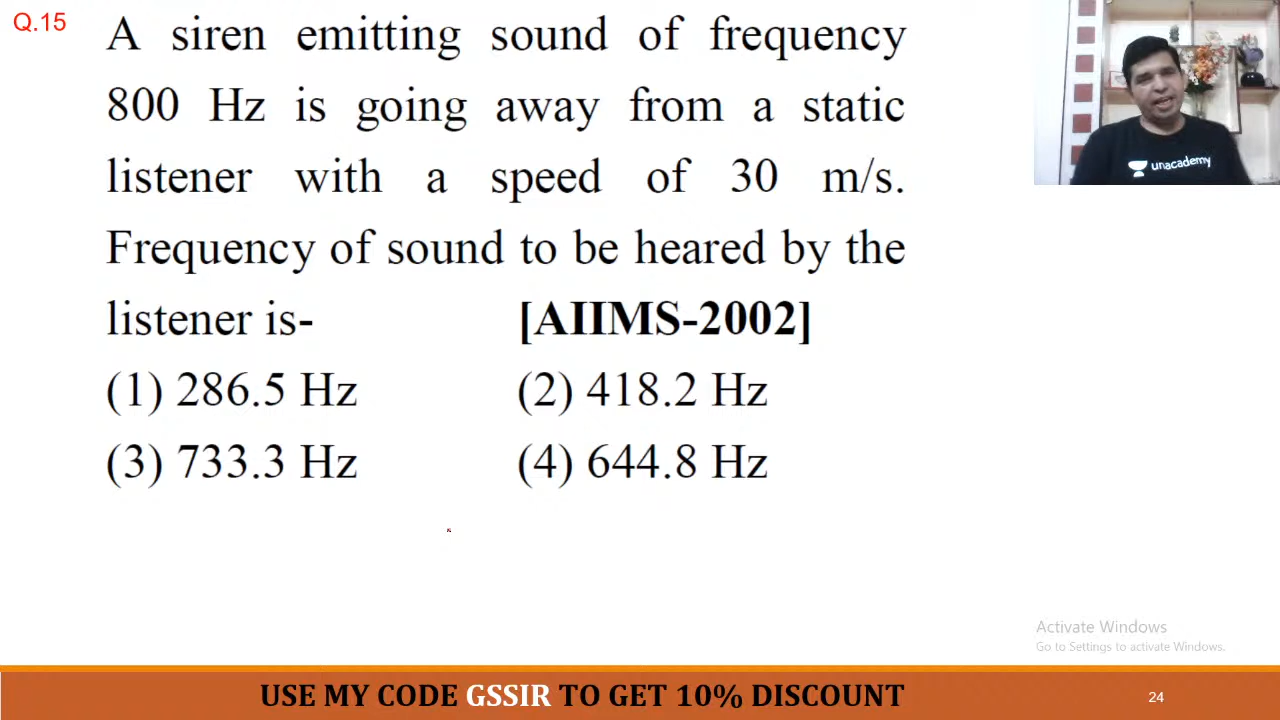 Q.15
A siren emitting sound of frequency
800 Hz is going away from a static
listener with a speed of 30 m/s.
Frequency of sound to be heared by the
listener is- [AIIMS-2002]
(1) 286.5 Hz (2) 418.2 Hz
(3) 733.3 Hz (4) 644.8 Hz
unacademy
Activate Windows
Go to Settings to activate Windows.
USE MY CODE GSSIR TO GET 10% DISCOUNT
24